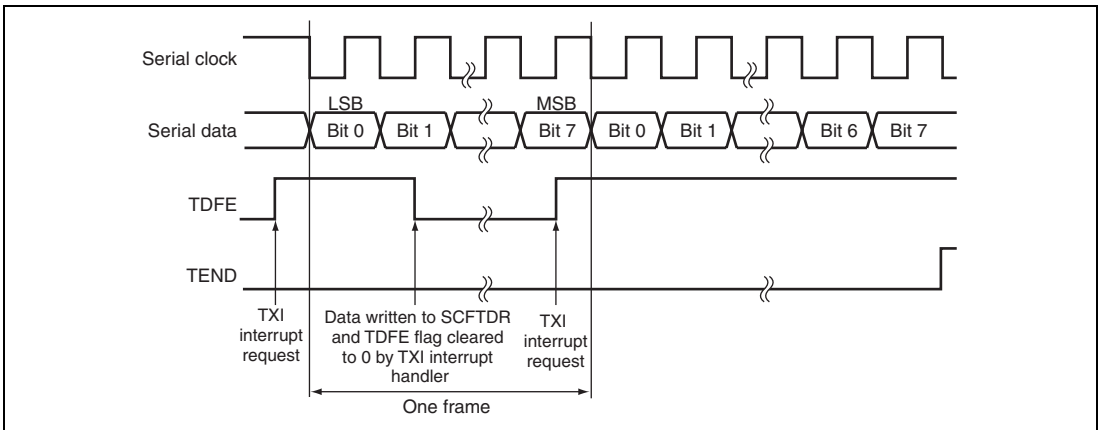 Serial clock
LSB
MSB
Serial data
Bit 0
Bit 1
Bit 7
Bit 0
Bit 1
Bit 6
Bit 7
TDFE
TEND
TXI
interrupt
request
Data written to SCFTDR
and TDFE flag cleared
to 0 by TXI interrupt
handler
TXI
interrupt
request
One frame